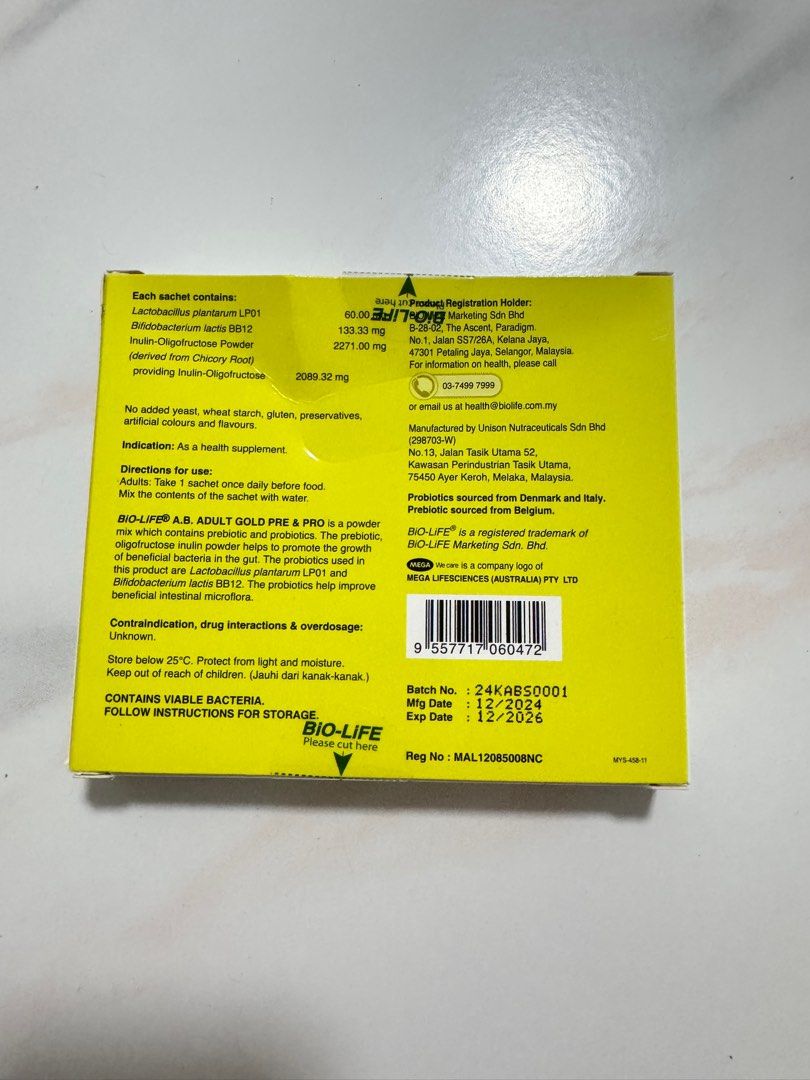 Each sachet contains:
Lactobacillus plantarum LP01 60.00
Bifidobacterium lactis BB12 133.33 mg
Inulin-Oligofructose Powder 2271.00 mg
(derived from Chicory Root)
providing Inulin-Oligofructose 2089.32 mg
No added yeast, wheat starch, gluten, preservatives,
artificial colours and flavours.
Indication: As a health supplement.
Directions for use:
Adults: Take 1 sachet once daily before food.
Mix the contents of the sachet with water.
BiO-LiFE® A.B. ADULT GOLD PRE & PRO is a powder
mix which contains prebiotic and probiotics. The prebiotic,
oligofructose inulin powder helps to promote the growth
of beneficial bacteria in the gut. The probiotics used in
this product are Lactobacillus plantarum LP01 and
Bifidobacterium lactis BB12. The probiotics help improve
beneficial intestinal microflora.
Contraindication, drug interactions & overdosage:
Unknown.
Store below 25°C. Protect from light and moisture.
Keep out of reach of children. (Jauhi dari kanak-kanak.)
CONTAINS VIABLE BACTERIA.
FOLLOW INSTRUCTIONS FOR STORAGE.
BiO-LiFE
Please cut here
BiO-LiFE
cut here
Product Registration Holder:
Marketing Sdn Bhd
B-28-02, The Ascent, Paradigm.
No.1, Jalan SS7/26A, Kelana Jaya,
47301 Petaling Jaya, Selangor, Malaysia.
For information on health, please call
03-7499 7999
or email us at health@biolife.com.my
Manufactured by Unison Nutraceuticals Sdn Bhd
(298703-W)
No.13, Jalan Tasik Utama 52,
Kawasan Perindustrian Tasik Utama,
75450 Ayer Keroh, Melaka, Malaysia.
Probiotics sourced from Denmark and Italy.
Prebiotic sourced from Belgium.
BiO-LiFE® is a registered trademark of
BiO-LiFE Marketing Sdn. Bhd.
MEGA We care is a company logo of
MEGA LIFESCIENCES (AUSTRALIA) PTY LTD
9 557717 060472
Batch No. : 24KABS0001
Mfg Date : 12/2024
Exp Date : 12/2026
Reg No : MAL12085008NC
MYS-458-11